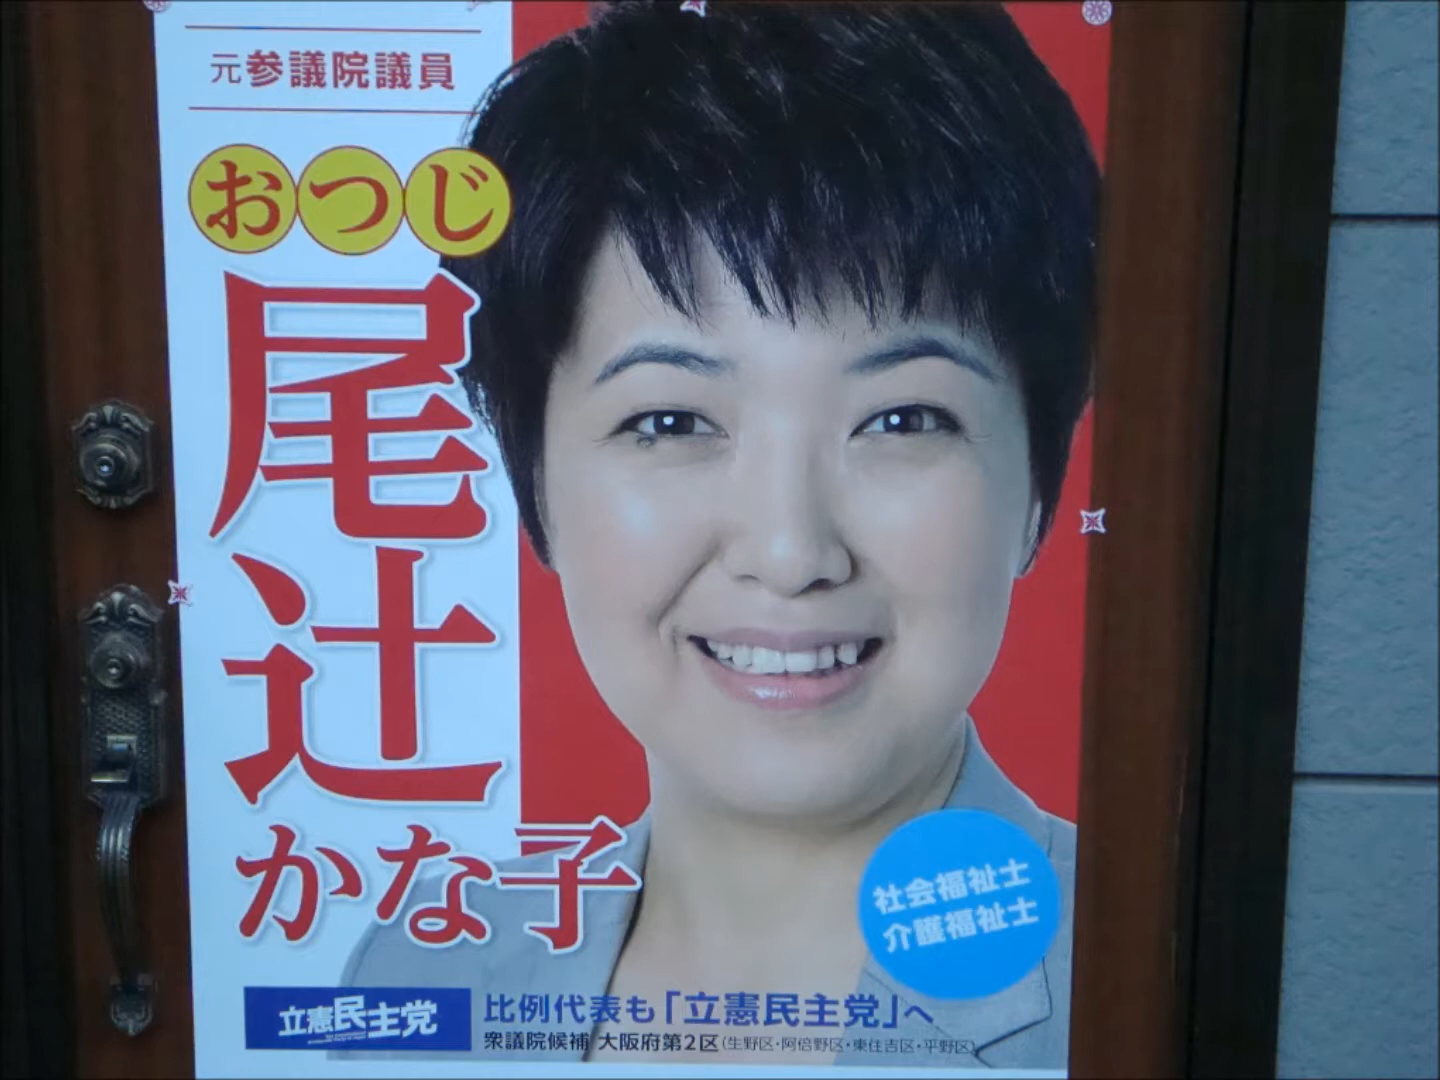 元参議院議員
おつじ
尾辻
かな子
社会福祉士
介護福祉士
立憲民主党
比例代表も「立憲民主党」へ
衆議院候補 大阪府第2区(生野区・阿倍野区・東住吉区・平野区)